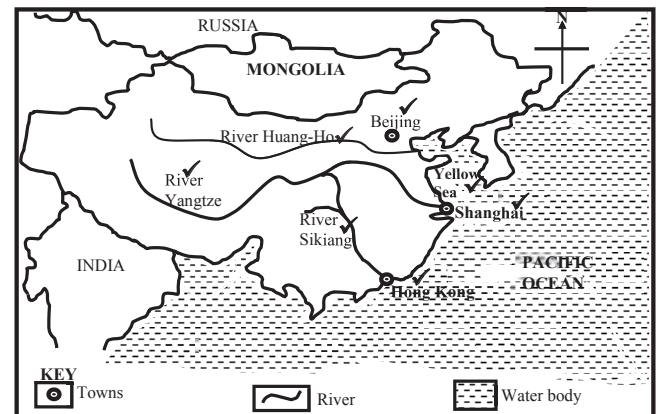 RUSSIA
N
MONGOLIA
Beijing
River Huang-Ho
River
Yangtze
Yellow
Sea
Shanghai
River
Sikiang
INDIA
PACIFIC
OCEAN
Hong Kong
KEY
Towns
River
Water body